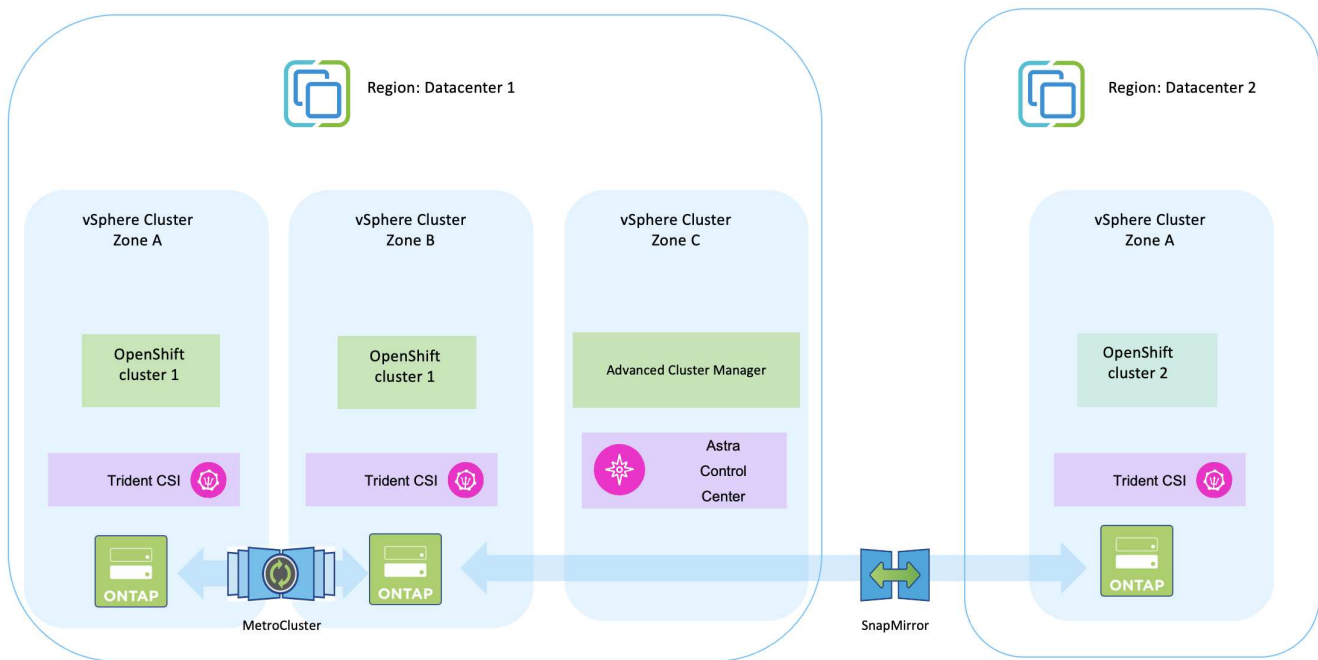 Region: Datacenter 1
Region: Datacenter 2
vSphere Cluster
Zone A
vSphere Cluster
Zone B
vSphere Cluster
Zone C
vSphere Cluster
Zone A
OpenShift
cluster 1
OpenShift
cluster 1
Advanced Cluster Manager
OpenShift
cluster 2
Trident CSI
Trident CSI
Astra
Control
Center
Trident CSI
ONTAP
ONTAP
ONTAP
MetroCluster
SnapMirror